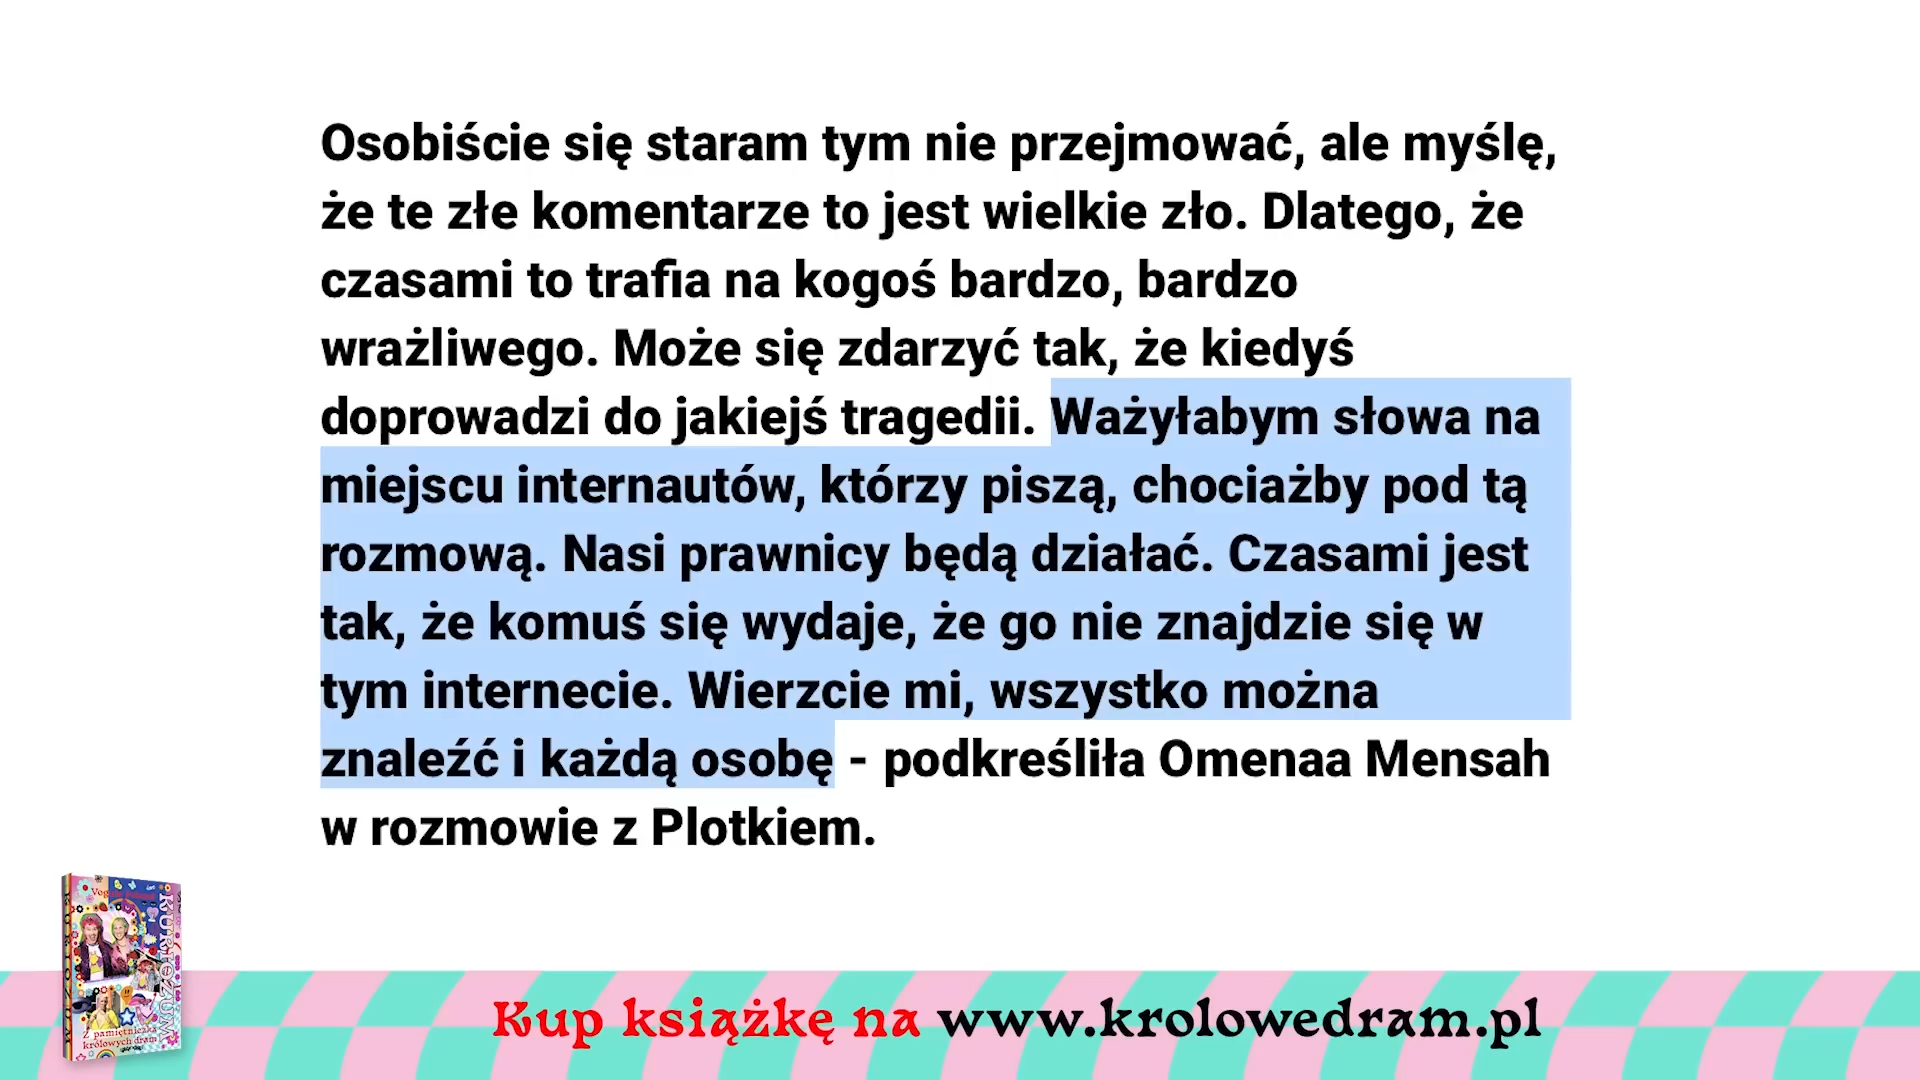 Osobiście się staram tym nie przejmować, ale myślę,
że te złe komentarze to jest wielkie zło. Dlatego, że
czasami to trafia na kogoś bardzo, bardzo
wrażliwego. Może się zdarzyć tak, że kiedyś
doprowadzi do jakiejś tragedii. Ważyłabym słowa na
miejscu internautów, którzy piszą, chociażby pod tą
rozmową. Nasi prawnicy będą działać. Czasami jest
tak, że komuś się wydaje, że go nie znajdzie się w
tym internecie. Wierzcie mi, wszystko można
znaleźć i każdą osobę - podkreśliła Omenaa Mensah
w rozmowie z Plotkiem.
Z pamiętniczka
królowych dram
Kup książkę na www.krolowedram.pl